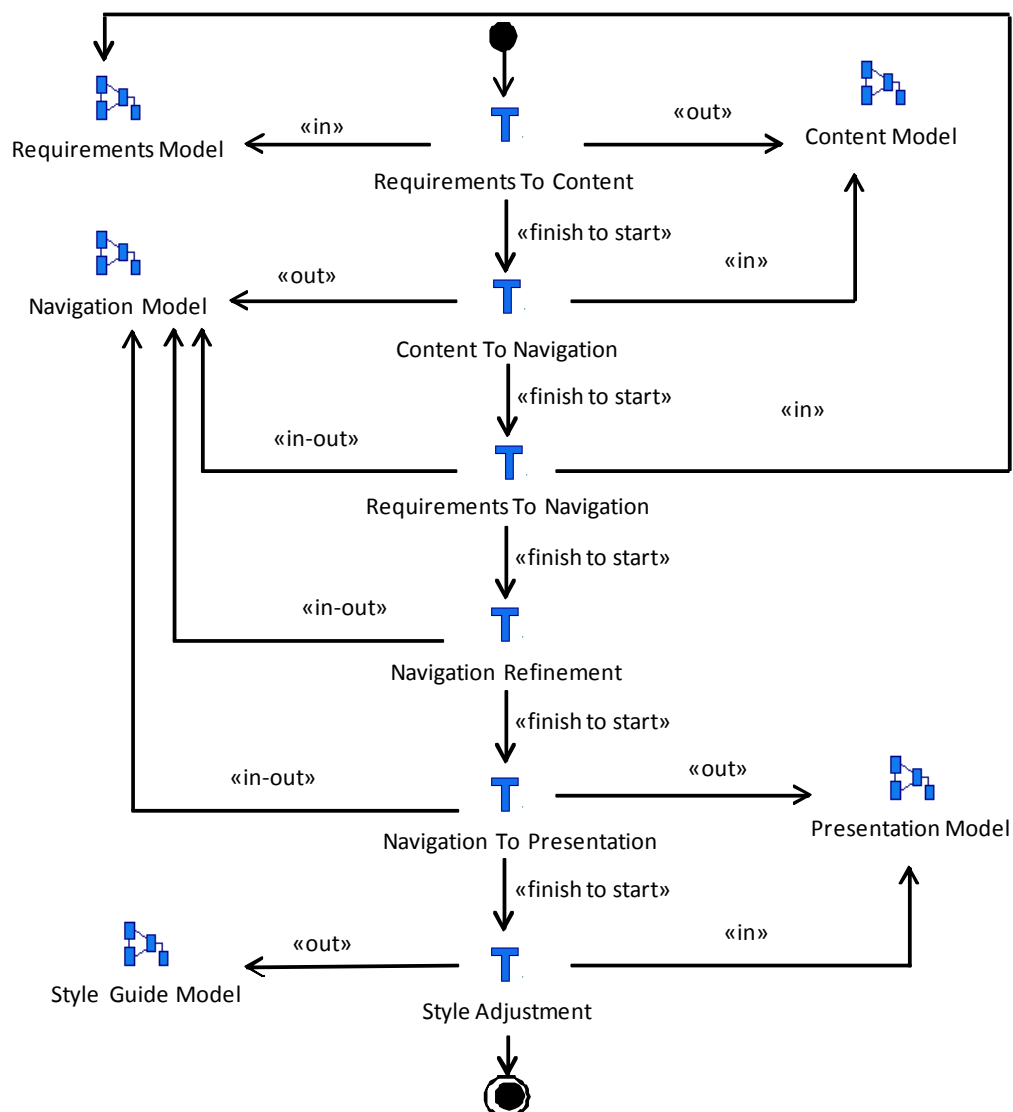 «in»
«out»
Requirements Model
Content Model
Requirements To Content
«finish to start»
«out»
«in»
Navigation Model
Content To Navigation
«finish to start»
«in-out»
«in»
Requirements To Navigation
«finish to start»
«in-out»
Navigation Refinement
«finish to start»
«in-out»
«out»
Presentation Model
Navigation To Presentation
«finish to start»
«out»
«in»
Style Guide Model
Style Adjustment